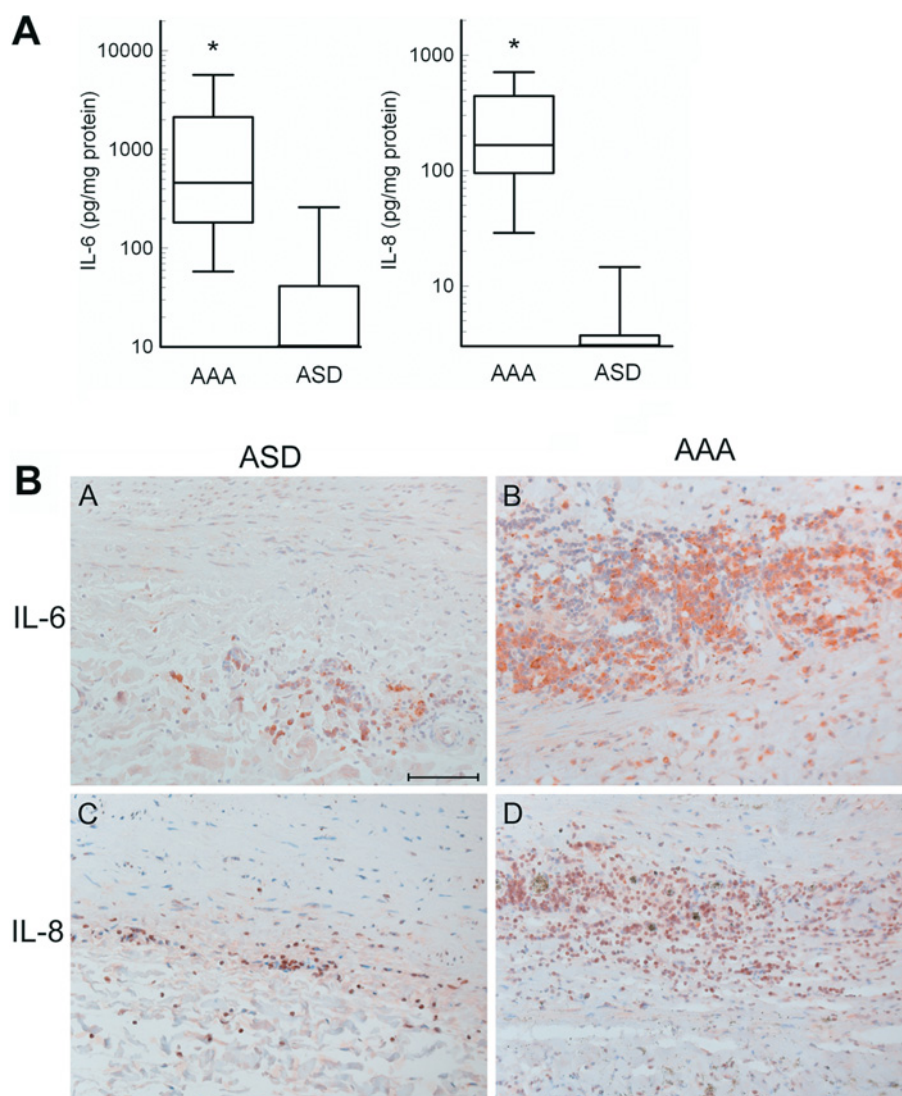 A
IL-6 (pg/mg protein)
10000
1000
100
10
*
AAA
ASD
IL-8 (pg/mg protein)
1000
100
10
*
AAA
ASD
B
ASD
AAA
IL-6
A
B
IL-8
C
D